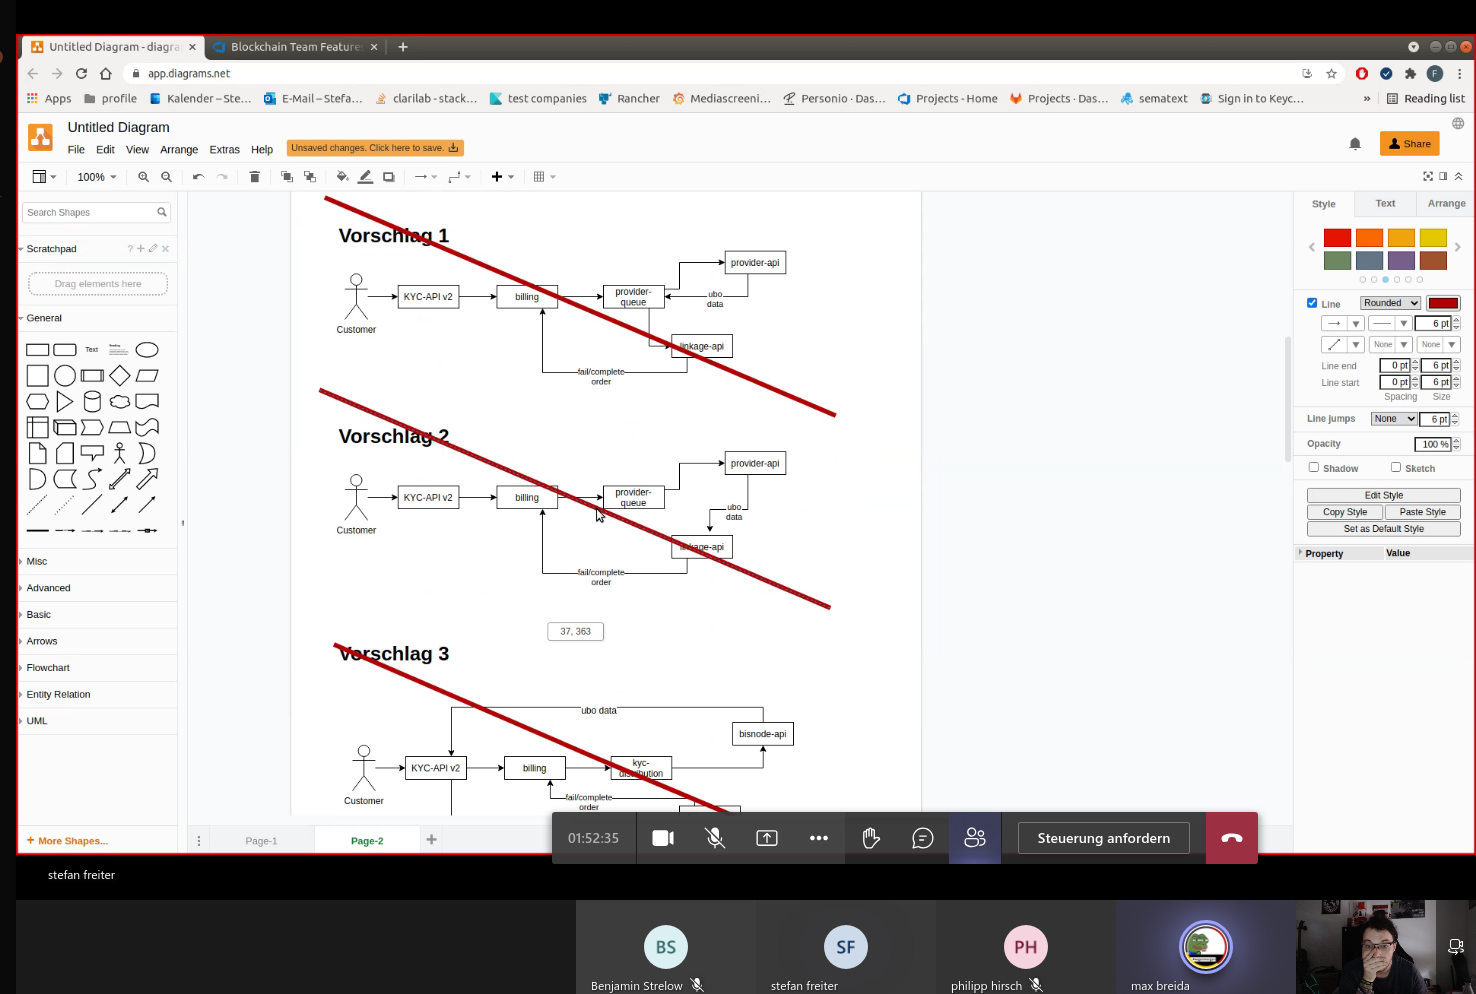 Untitled Diagram - diagra
Blockchain Team Feature
app.diagrams.net
F
Apps
profile
Kalender – Ste...
E-Mail – Stefa...
clarilab - stack...
test companies
Rancher
Mediascreeni...
Personio · Das...
Projects - Home
Projects · Das...
sematext
Sign in to Keyc...
»
Reading list
Untitled Diagram
File Edit View Arrange Extras Help
Unsaved changes. Click here to save.
Share
100%
Search Shapes
Scratchpad
Drag elements here
General
Text
Misc
Advanced
Basic
Arrows
Flowchart
Entity Relation
UML
+ More Shapes...
Vorschlag 1
Customer
KYC-API v2
billing
provider-
queue
provider-api
ubo
data
linkage-api
fail/complete
order
Vorschlag 2
Customer
KYC-API v2
billing
provider-
queue
provider-api
ubo
data
linkage-api
fail/complete
order
37, 363
Vorschlag 3
ubo data
bisnode-api
Customer
KYC-API v2
billing
kyc-
distribution
fail/complete
order
Page-1
Page-2
Style
Text
Arrange
Line
Rounded
6 pt
None
None
Line end
0 pt
6 pt
Line start
0 pt
6 pt
Spacing
Size
Line jumps
None
6 pt
Opacity
100 %
Shadow
Sketch
Edit Style
Copy Style
Paste Style
Set as Default Style
Property
Value
01:52:35
Steuerung anfordern
stefan freiter
BS
Benjamin Strelow
SF
stefan freiter
PH
philipp hirsch
max breida